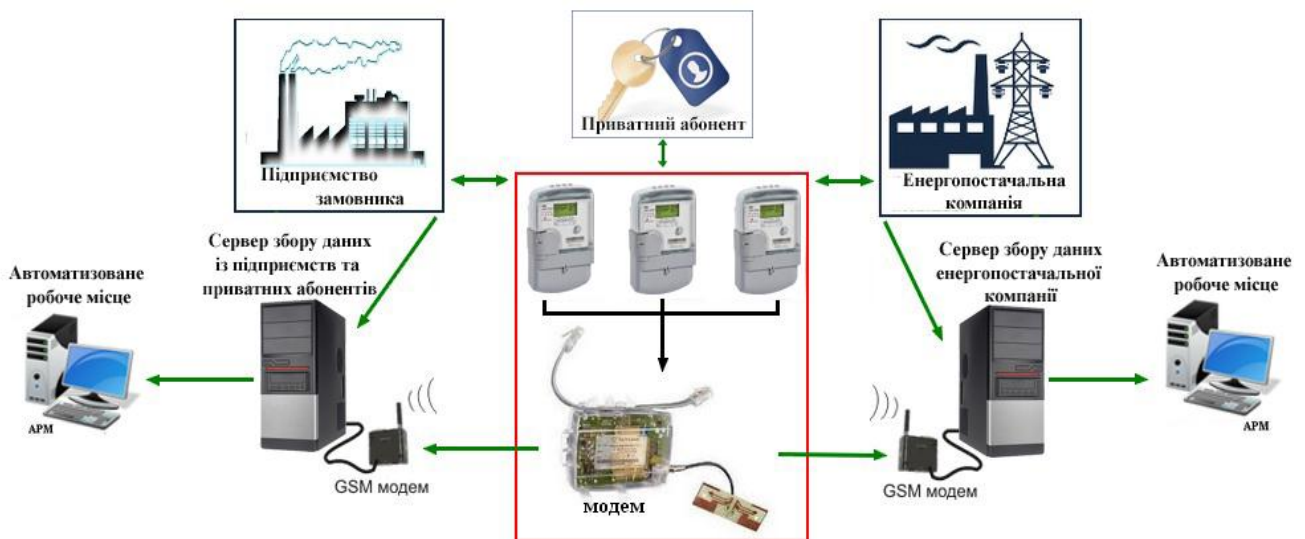 Приватний абонент
Підприємство
замовника
Енергопостачальна
компанія
Сервер збору даних
із підприємств та
приватних абонентів
Сервер збору даних
енергопостачальної
компанії
Автоматизоване
робоче місце
Автоматизоване
робоче місце
АРМ
АРМ
GSM модем
модем
GSM модем